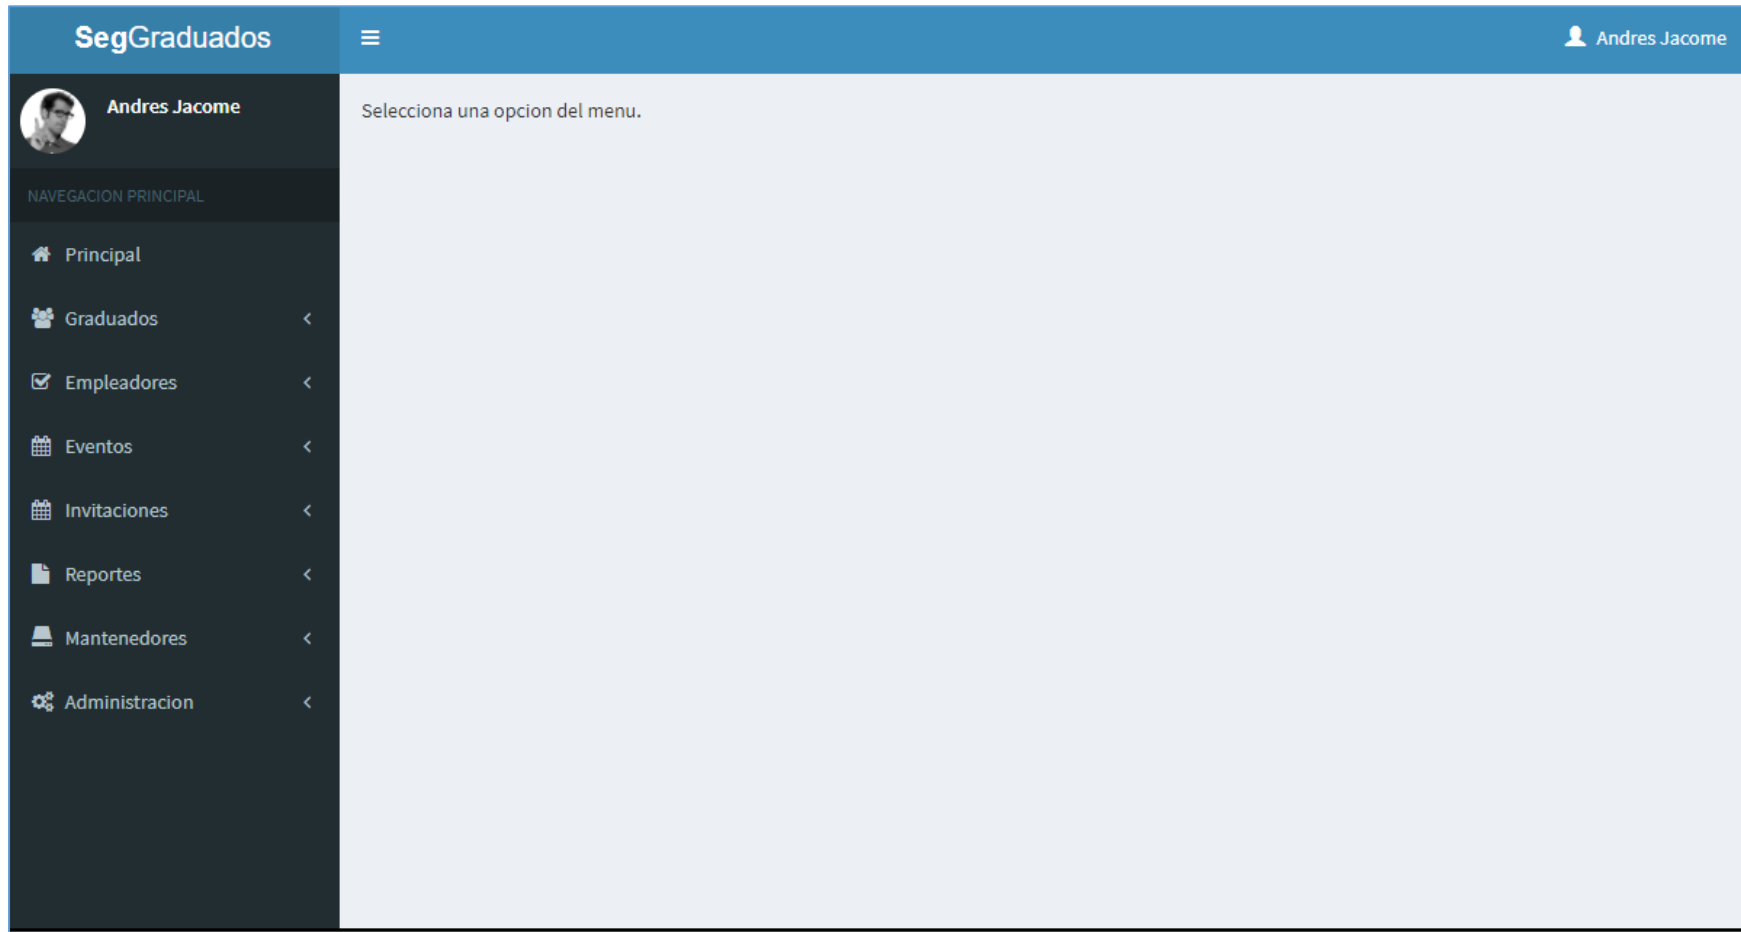 SegGraduados
Andres Jacome
Andres Jacome
Selecciona una opcion del menu.
NAVEGACION PRINCIPAL
Principal
Graduados
Empleadores
Eventos
Invitaciones
Reportes
Mantenedores
Administracion